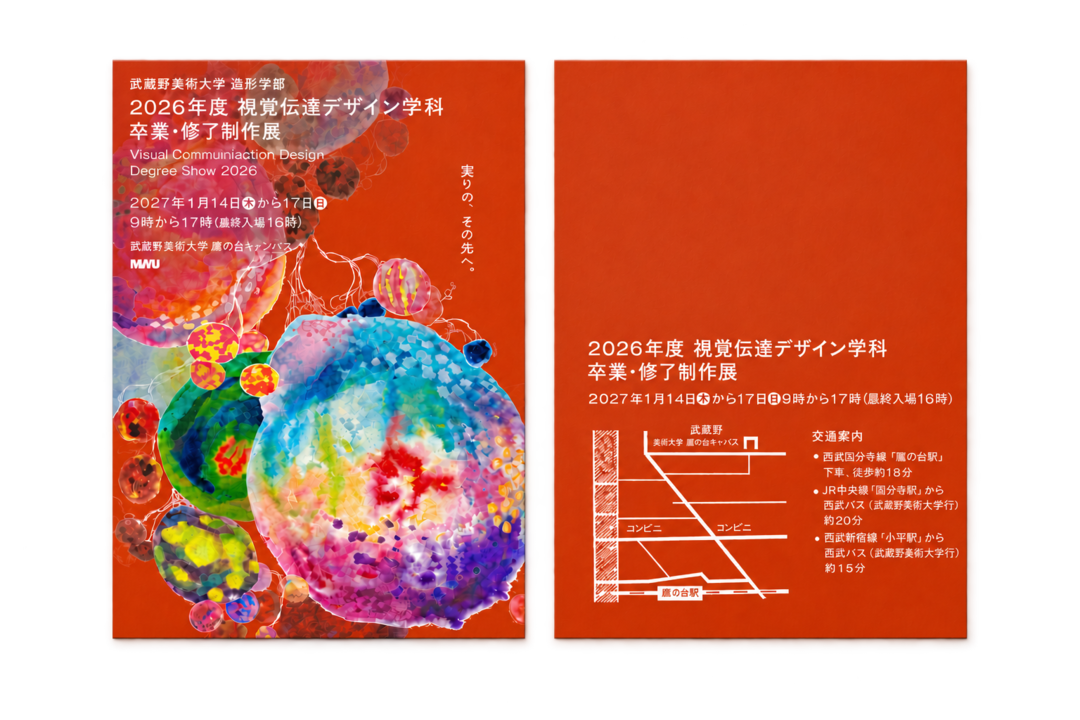 武蔵野美術大学 造形学部
2026年度 視覚伝達デザイン学科
卒業・修了制作展
Visual Commuiniaction Design
Degree Show 2026
2027年1月14日木から17日日
9時から17時（最終入場16時）
武蔵野美術大学 鷹の台キャンバス
MAU
実りの、その先へ。
2026年度 視覚伝達デザイン学科
卒業・修了制作展
2027年1月14日木から17日日9時から17時（最終入場16時）
武蔵野
美術大学 鷹の台キャバス
コンビニ
コンビニ
鷹の台駅
交通案内
• 西武国分寺線「鷹の台駅」
下車、徒歩約18分
• JR中央線「国分寺駅」から
西武バス（武蔵野美術大学行）
約20分
• 西武新宿線「小平駅」から
西武バス（武蔵野美術大学行）
約15分